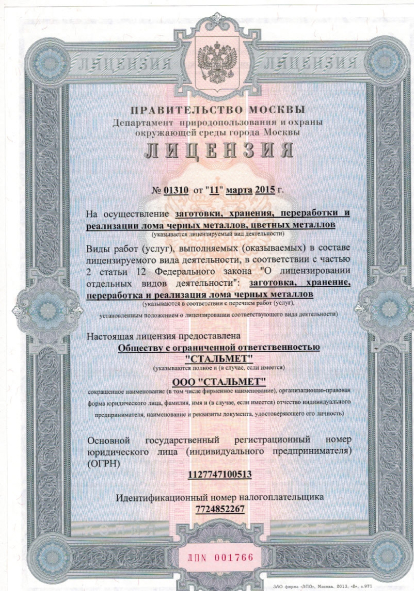 ЛИЦЕНЗИЯ ЛИЦЕНЗИЯ
ПРАВИТЕЛЬСТВО МОСКВЫ
Департамент природопользования и охраны
окружающей среды города Москвы
ЛИЦЕНЗИЯ
№ 01310 от "11" марта 2015 г.
На осуществление заготовки, хранения, переработки и
реализации лома черных металлов, цветных металлов
(указывается лицензируемый вид деятельности)
Виды работ (услуг), выполняемых (оказываемых) в составе
лицензируемого вида деятельности, в соответствии с частью
2 статьи 12 Федерального закона "О лицензировании
отдельных видов деятельности": заготовка, хранение,
переработка и реализация лома черных металлов
(указывается в соответствии с перечнем работ (услуг),
установленным положением о лицензировании соответствующего вида деятельности)
Настоящая лицензия предоставлена
Обществу с ограниченной ответственностью
"СТАЛЬМЕТ"
(указывается полное и (в случае, если имеется)
ООО "СТАЛЬМЕТ"
сокращенное наименование (в том числе фирменное наименование), организационно-правовая
форма юридического лица, фамилия, имя и (в случае, если имеется) отчество индивидуального
предпринимателя, наименование и реквизиты документа, удостоверяющего его личность)
Основной государственный регистрационный номер
юридического лица (индивидуального предпринимателя)
(ОГРН)
1127747100513
Идентификационный номер налогоплательщика
7724852267
ДПЛ 001766